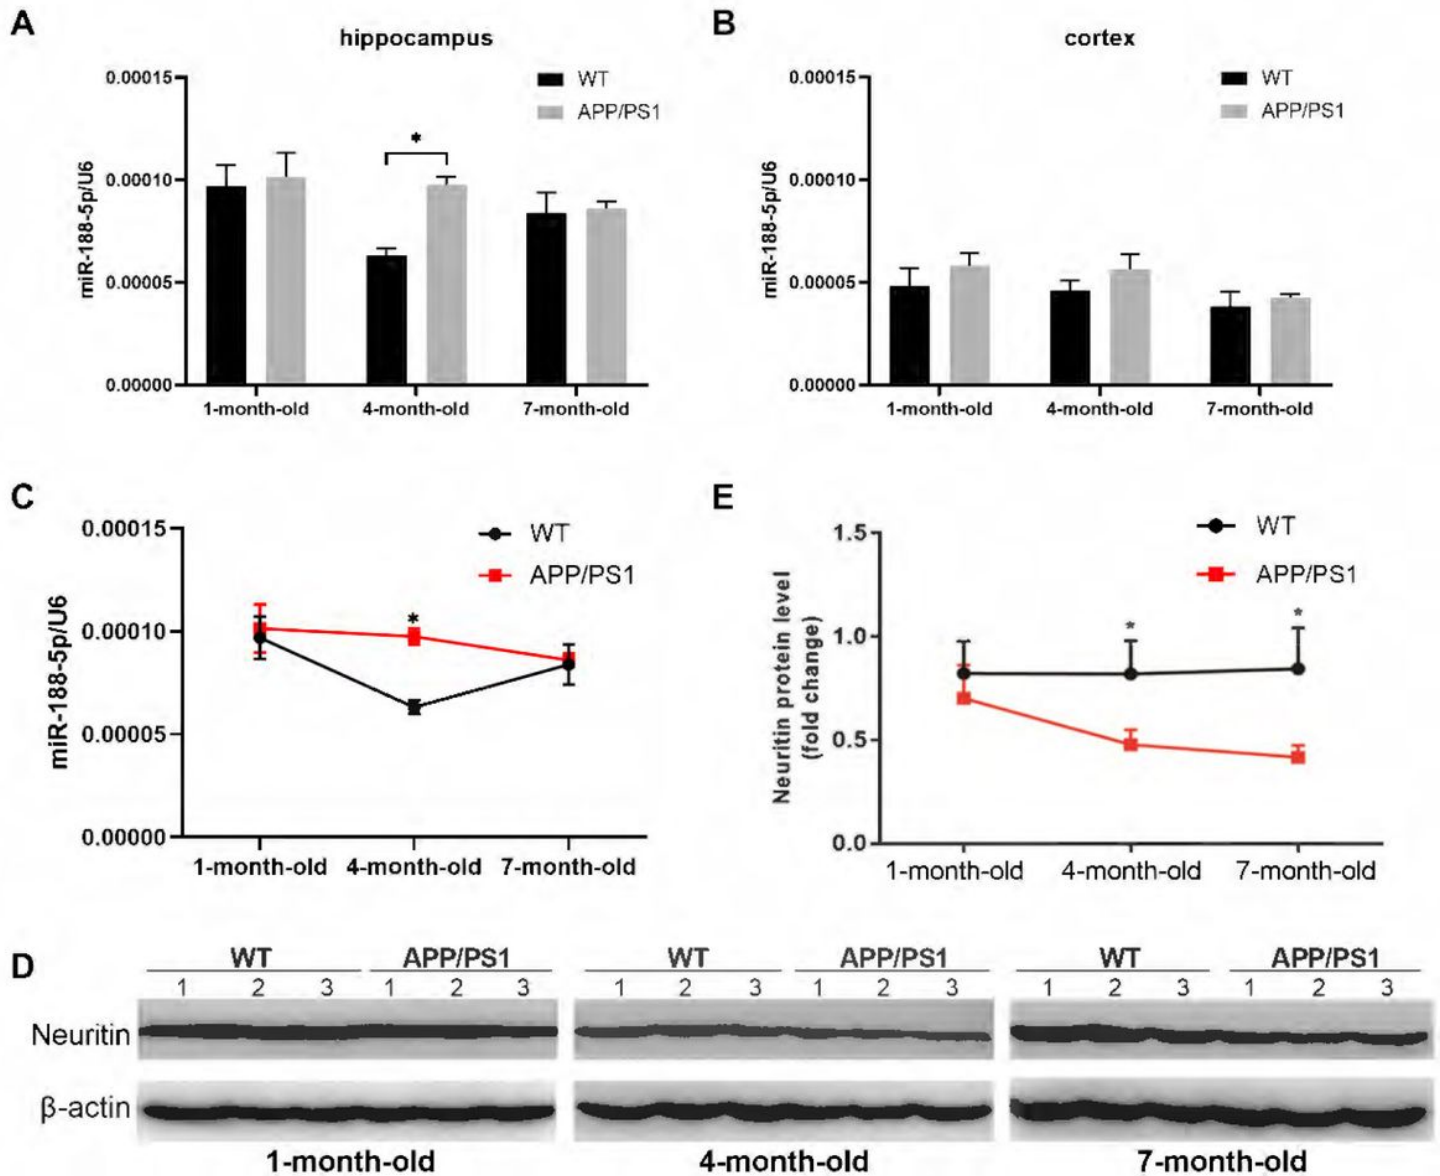 A
hippocampus
miR-188-5p/U6
0.00015
0.00010
0.00005
0.00000
WT
APP/PS1
*
1-month-old 4-month-old 7-month-old
B
cortex
miR-188-5p/U6
0.00015
0.00010
0.00005
0.00000
WT
APP/PS1
1-month-old 4-month-old 7-month-old
C
miR-188-5p/U6
0.00015
0.00010
0.00005
0.00000
WT
APP/PS1
*
1-month-old 4-month-old 7-month-old
E
Neuritin protein level
(fold change)
1.5
1.0
0.5
0.0
WT
APP/PS1
* *
1-month-old 4-month-old 7-month-old
D
WT APP/PS1 WT APP/PS1 WT APP/PS1
1 2 3 1 2 3 1 2 3 1 2 3 1 2 3 1 2 3
Neuritin
β-actin
1-month-old 4-month-old 7-month-old